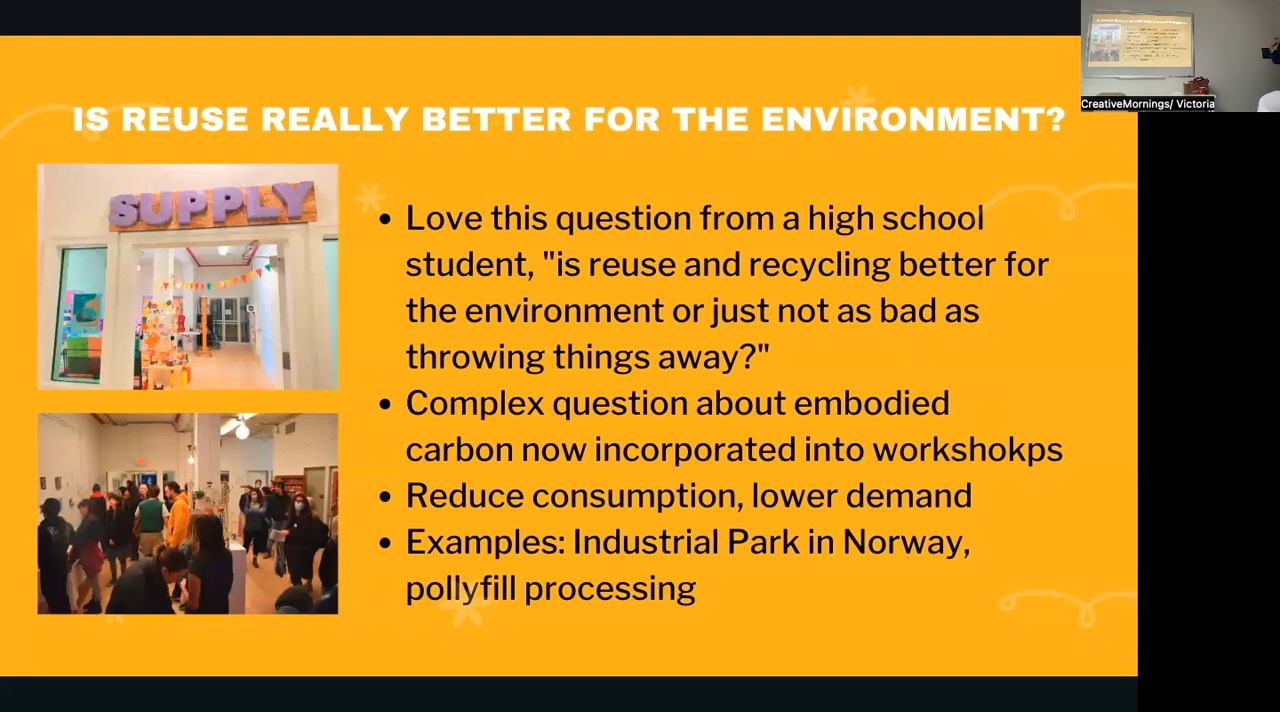 CreativeMornings/ Victoria
IS REUSE REALLY BETTER FOR THE ENVIRONMENT?
SUPPLY
• Love this question from a high school
student, "is reuse and recycling better for
the environment or just not as bad as
throwing things away?"
• Complex question about embodied
carbon now incorporated into workshokps
• Reduce consumption, lower demand
• Examples: Industrial Park in Norway,
pollyfill processing